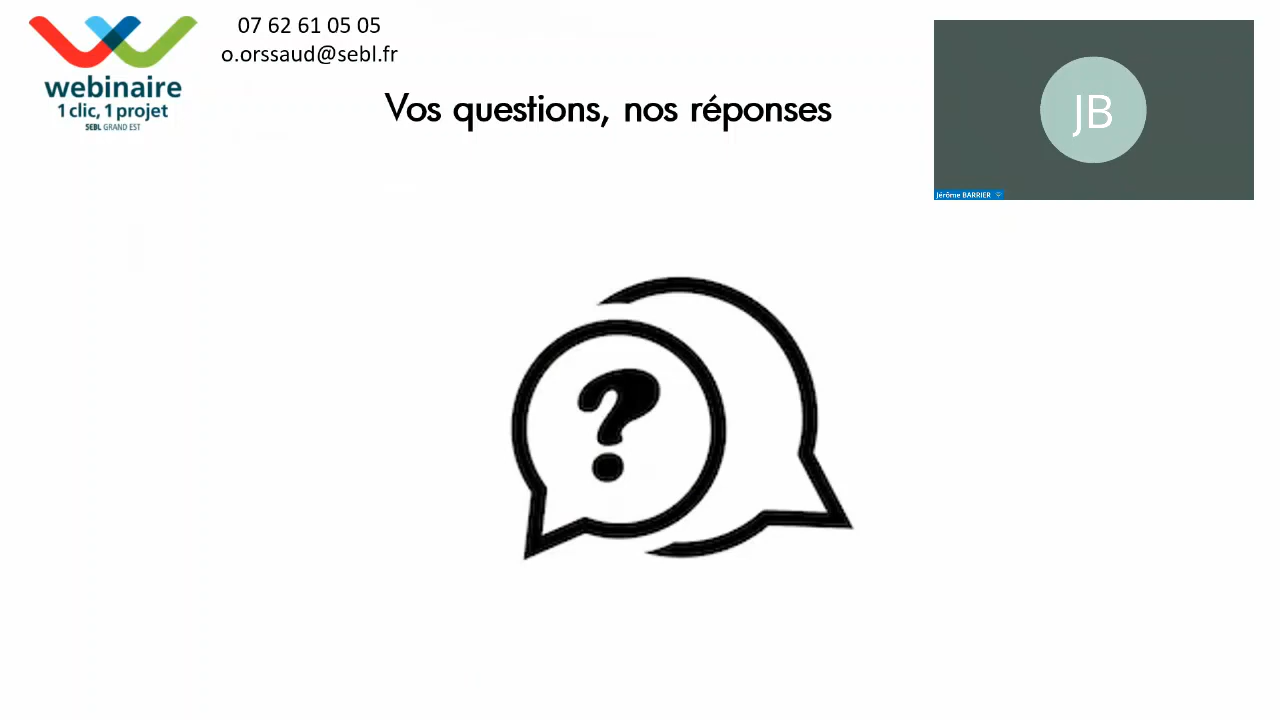 07 62 61 05 05
o.orssaud@sebl.fr
webinaire
1 clic, 1 projet
SEBL GRAND EST
Vos questions, nos réponses
JB
Jérôme BARRIER
?